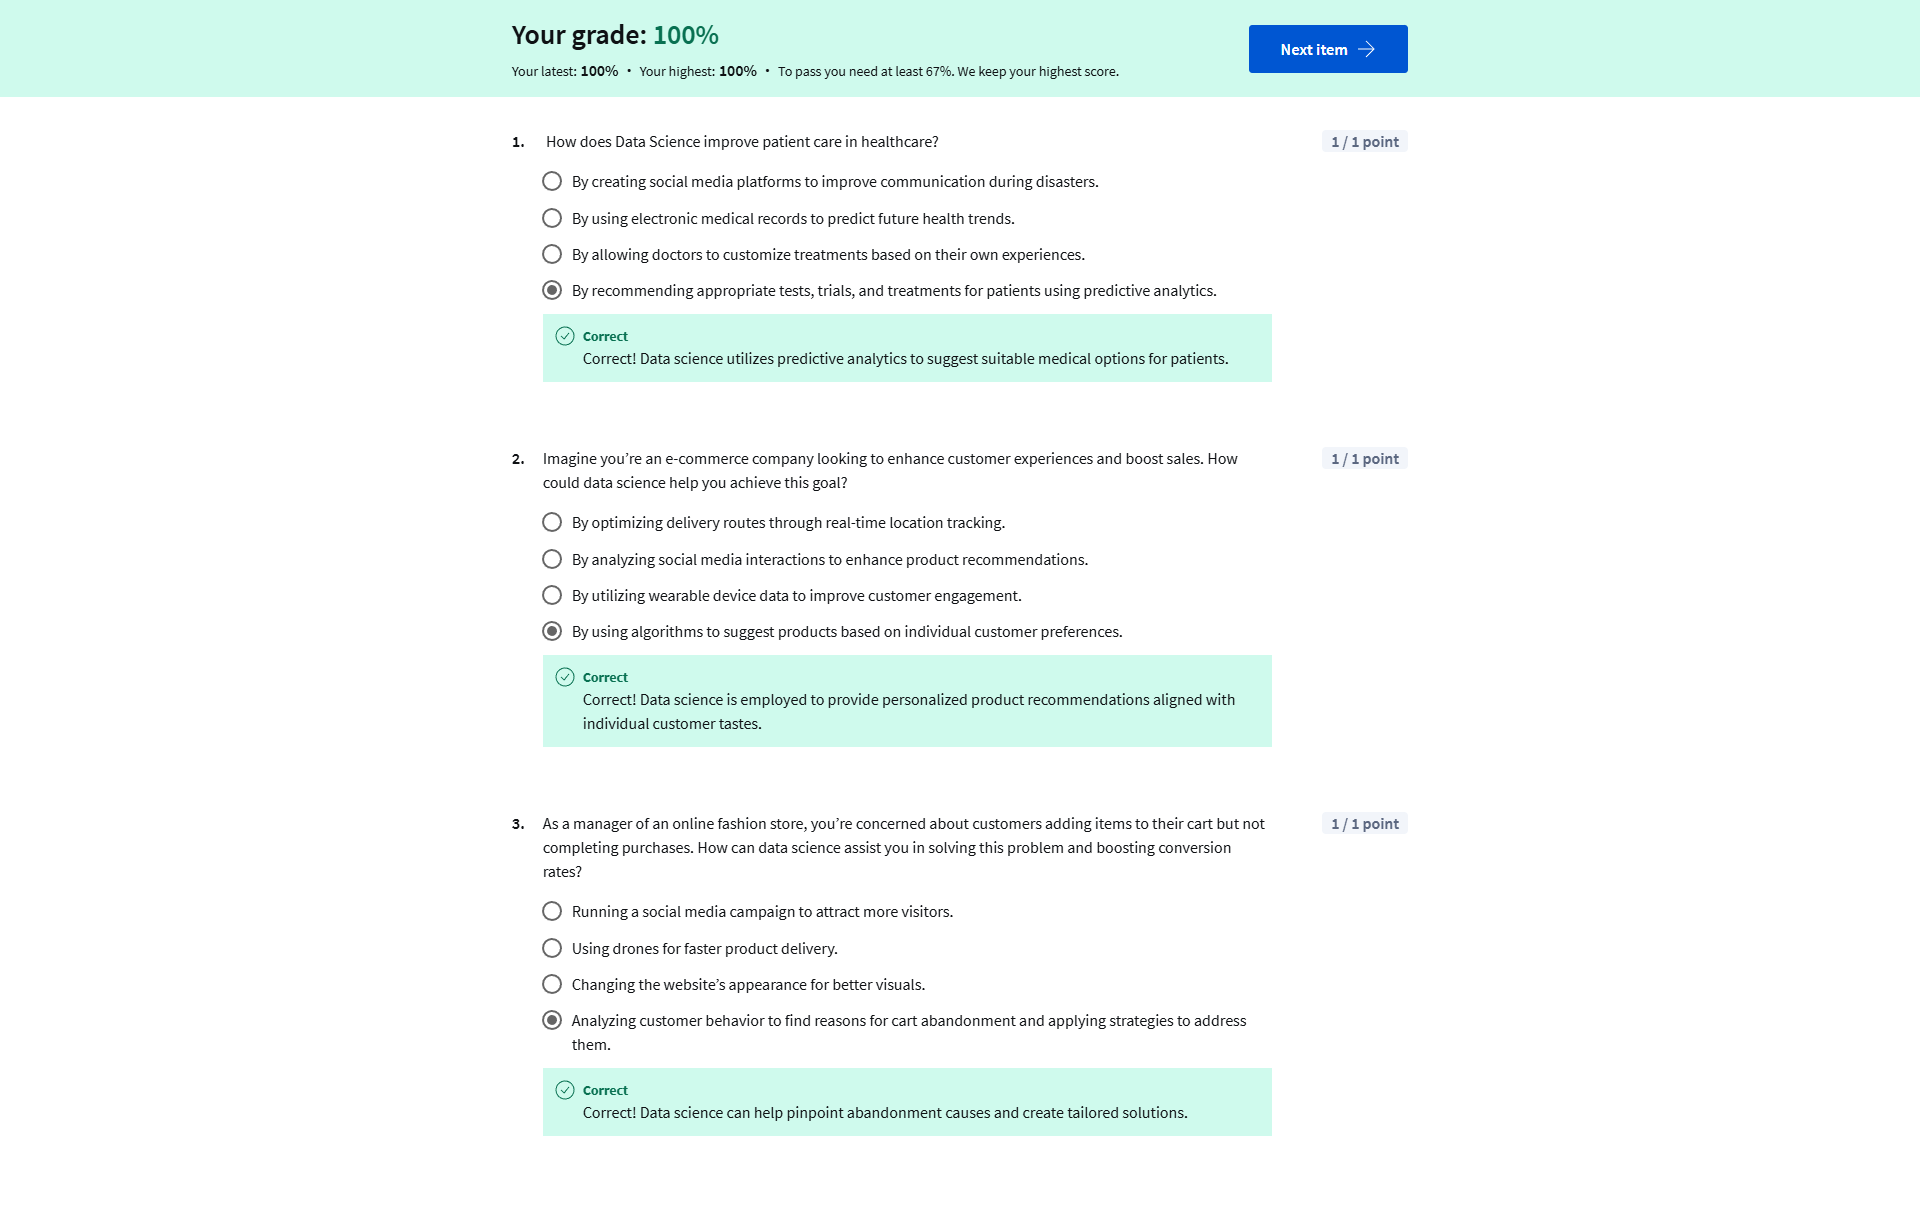 Your grade: 100%
Next item
Your latest: 100% • Your highest: 100% • To pass you need at least 67%. We keep your highest score.
1. How does Data Science improve patient care in healthcare?
1 / 1 point
By creating social media platforms to improve communication during disasters.
By using electronic medical records to predict future health trends.
By allowing doctors to customize treatments based on their own experiences.
By recommending appropriate tests, trials, and treatments for patients using predictive analytics.
Correct
Correct! Data science utilizes predictive analytics to suggest suitable medical options for patients.
2. Imagine you’re an e-commerce company looking to enhance customer experiences and boost sales. How
could data science help you achieve this goal?
1 / 1 point
By optimizing delivery routes through real-time location tracking.
By analyzing social media interactions to enhance product recommendations.
By utilizing wearable device data to improve customer engagement.
By using algorithms to suggest products based on individual customer preferences.
Correct
Correct! Data science is employed to provide personalized product recommendations aligned with
individual customer tastes.
3. As a manager of an online fashion store, you’re concerned about customers adding items to their cart but not
completing purchases. How can data science assist you in solving this problem and boosting conversion
rates?
1 / 1 point
Running a social media campaign to attract more visitors.
Using drones for faster product delivery.
Changing the website’s appearance for better visuals.
Analyzing customer behavior to find reasons for cart abandonment and applying strategies to address
them.
Correct
Correct! Data science can help pinpoint abandonment causes and create tailored solutions.